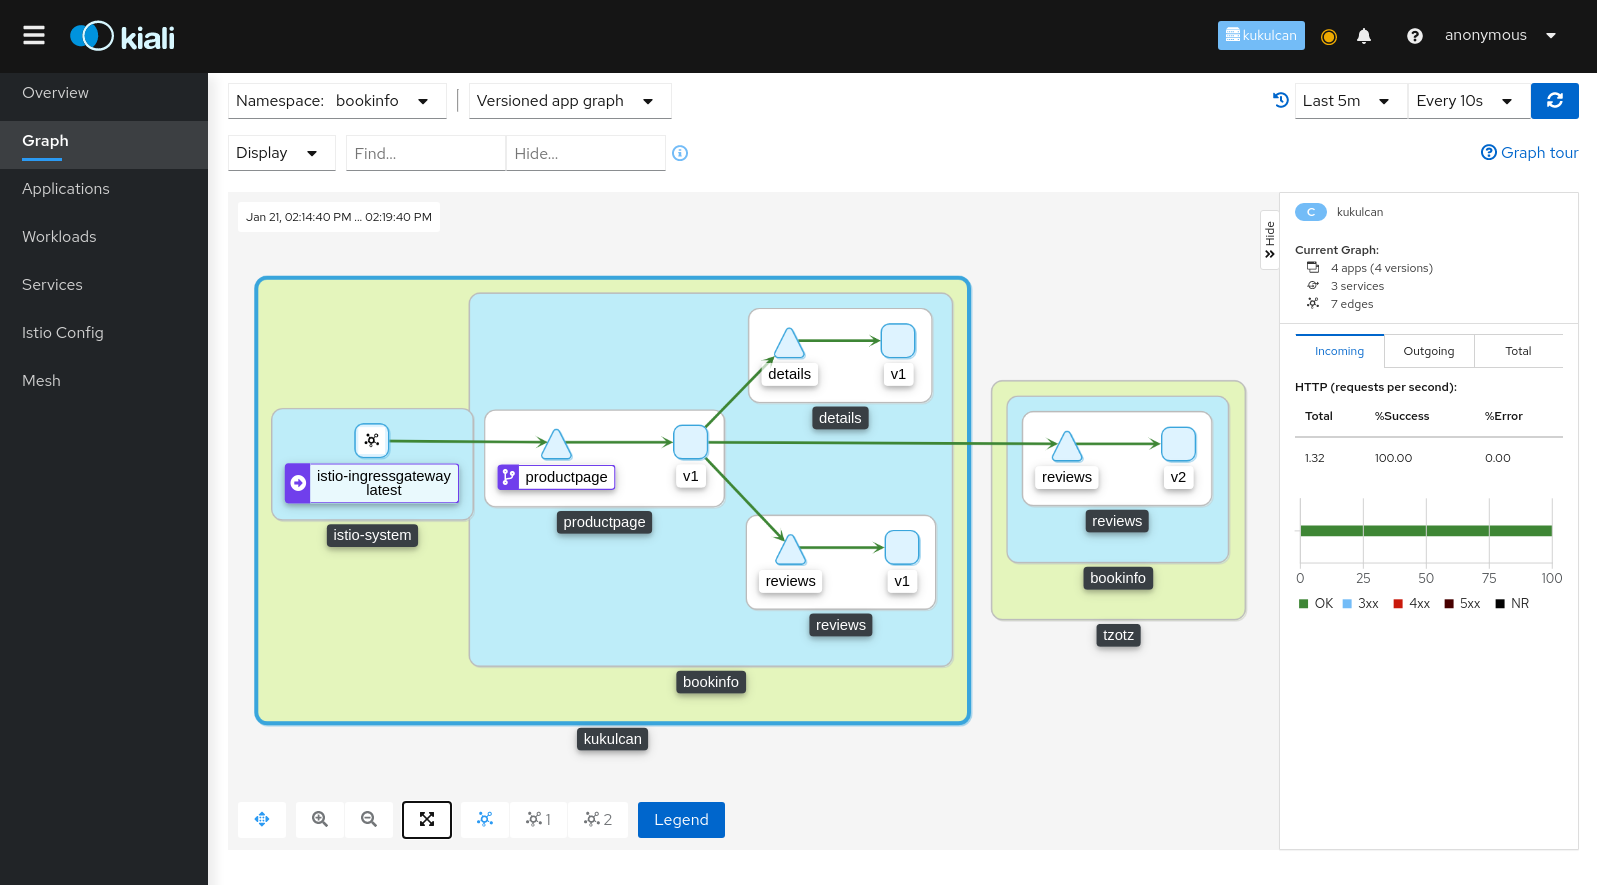 kiali
kukulcan
anonymous
Overview
Graph
Applications
Workloads
Services
Istio Config
Mesh
Namespace: bookinfo
Versioned app graph
Last 5m
Every 10s
Display
Find...
Hide...
Graph tour
Jan 21, 02:14:40 PM ... 02:19:40 PM
Hide
details
v1
details
istio-ingressgateway
latest
istio-system
productpage
v1
productpage
reviews
v1
reviews
bookinfo
kukulcan
reviews
v2
reviews
bookinfo
tzotz
1
2
Legend
C kukulcan
Current Graph:
4 apps (4 versions)
3 services
7 edges
Incoming Outgoing Total
HTTP (requests per second):
Total %Success %Error
1.32 100.00 0.00
0 25 50 75 100
OK 3xx 4xx 5xx NR